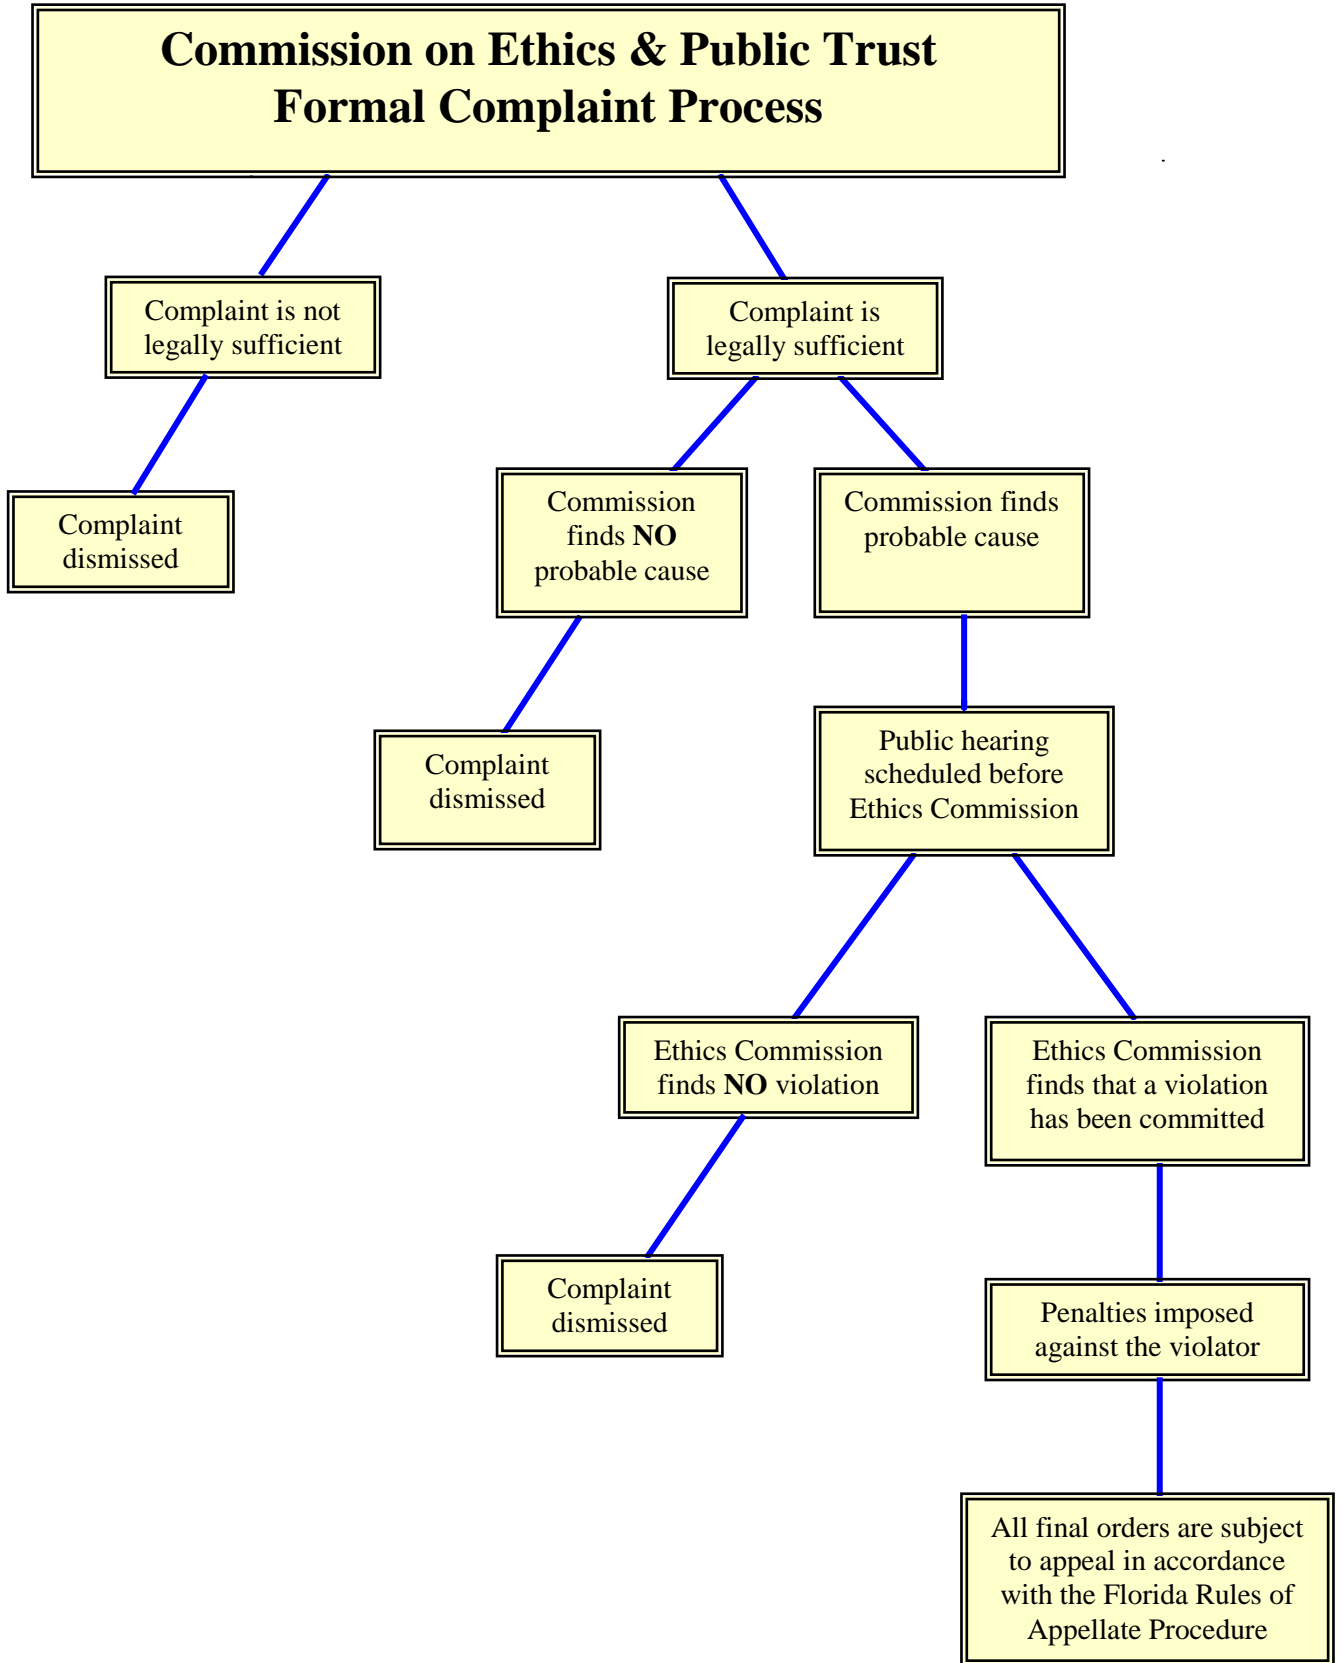 Commission on Ethics & Public Trust
Formal Complaint Process
Complaint is not
legally sufficient
Complaint is
legally sufficient
Complaint
dismissed
Commission
finds NO
probable cause
Commission finds
probable cause
Complaint
dismissed
Public hearing
scheduled before
Ethics Commission
Ethics Commission
finds NO violation
Ethics Commission
finds that a violation
has been committed
Complaint
dismissed
Penalties imposed
against the violator
All final orders are subject
to appeal in accordance
with the Florida Rules of
Appellate Procedure